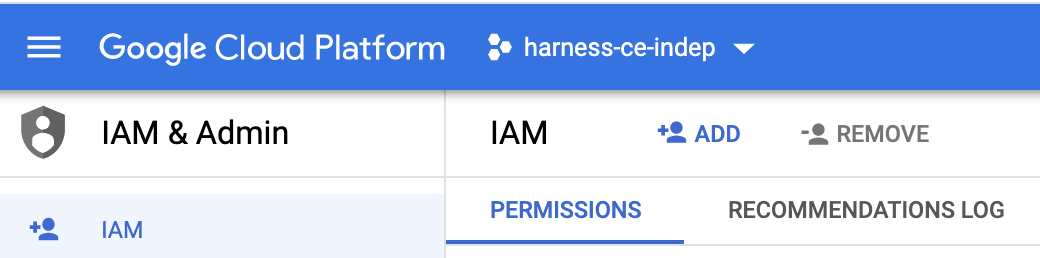 Google Cloud Platform harness-ce-indep
IAM & Admin
IAM ADD REMOVE
IAM
PERMISSIONS RECOMMENDATIONS LOG